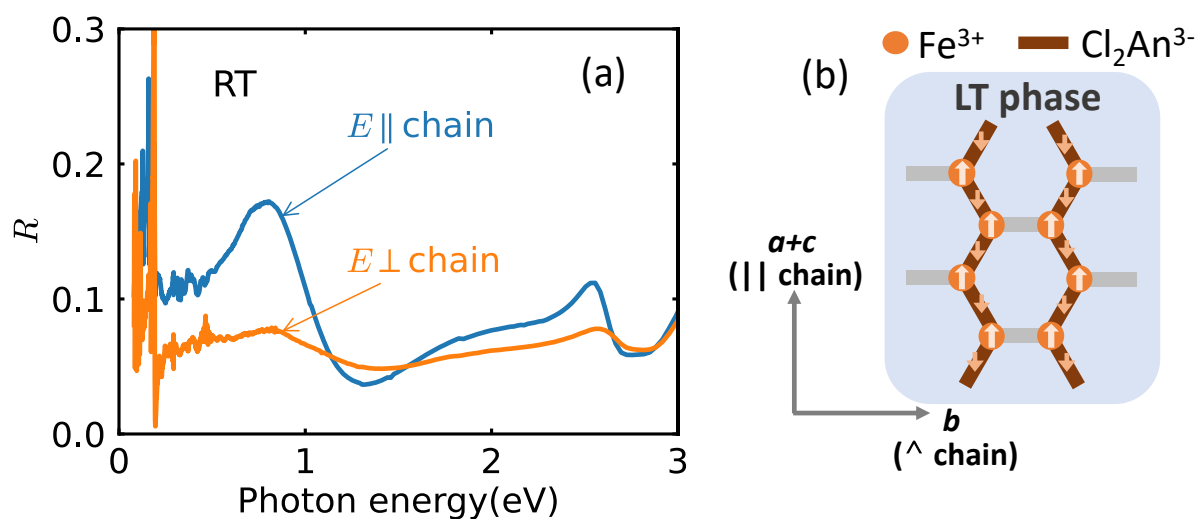 0.3
0.2
0.1
0.0
R
RT
(a)
E ∥ chain
E ⊥ chain
0
1
2
3
Photon energy(eV)
(b)
Fe³⁺
Cl₂An³⁻
LT phase
a+c
(|| chain)
b
(^ chain)